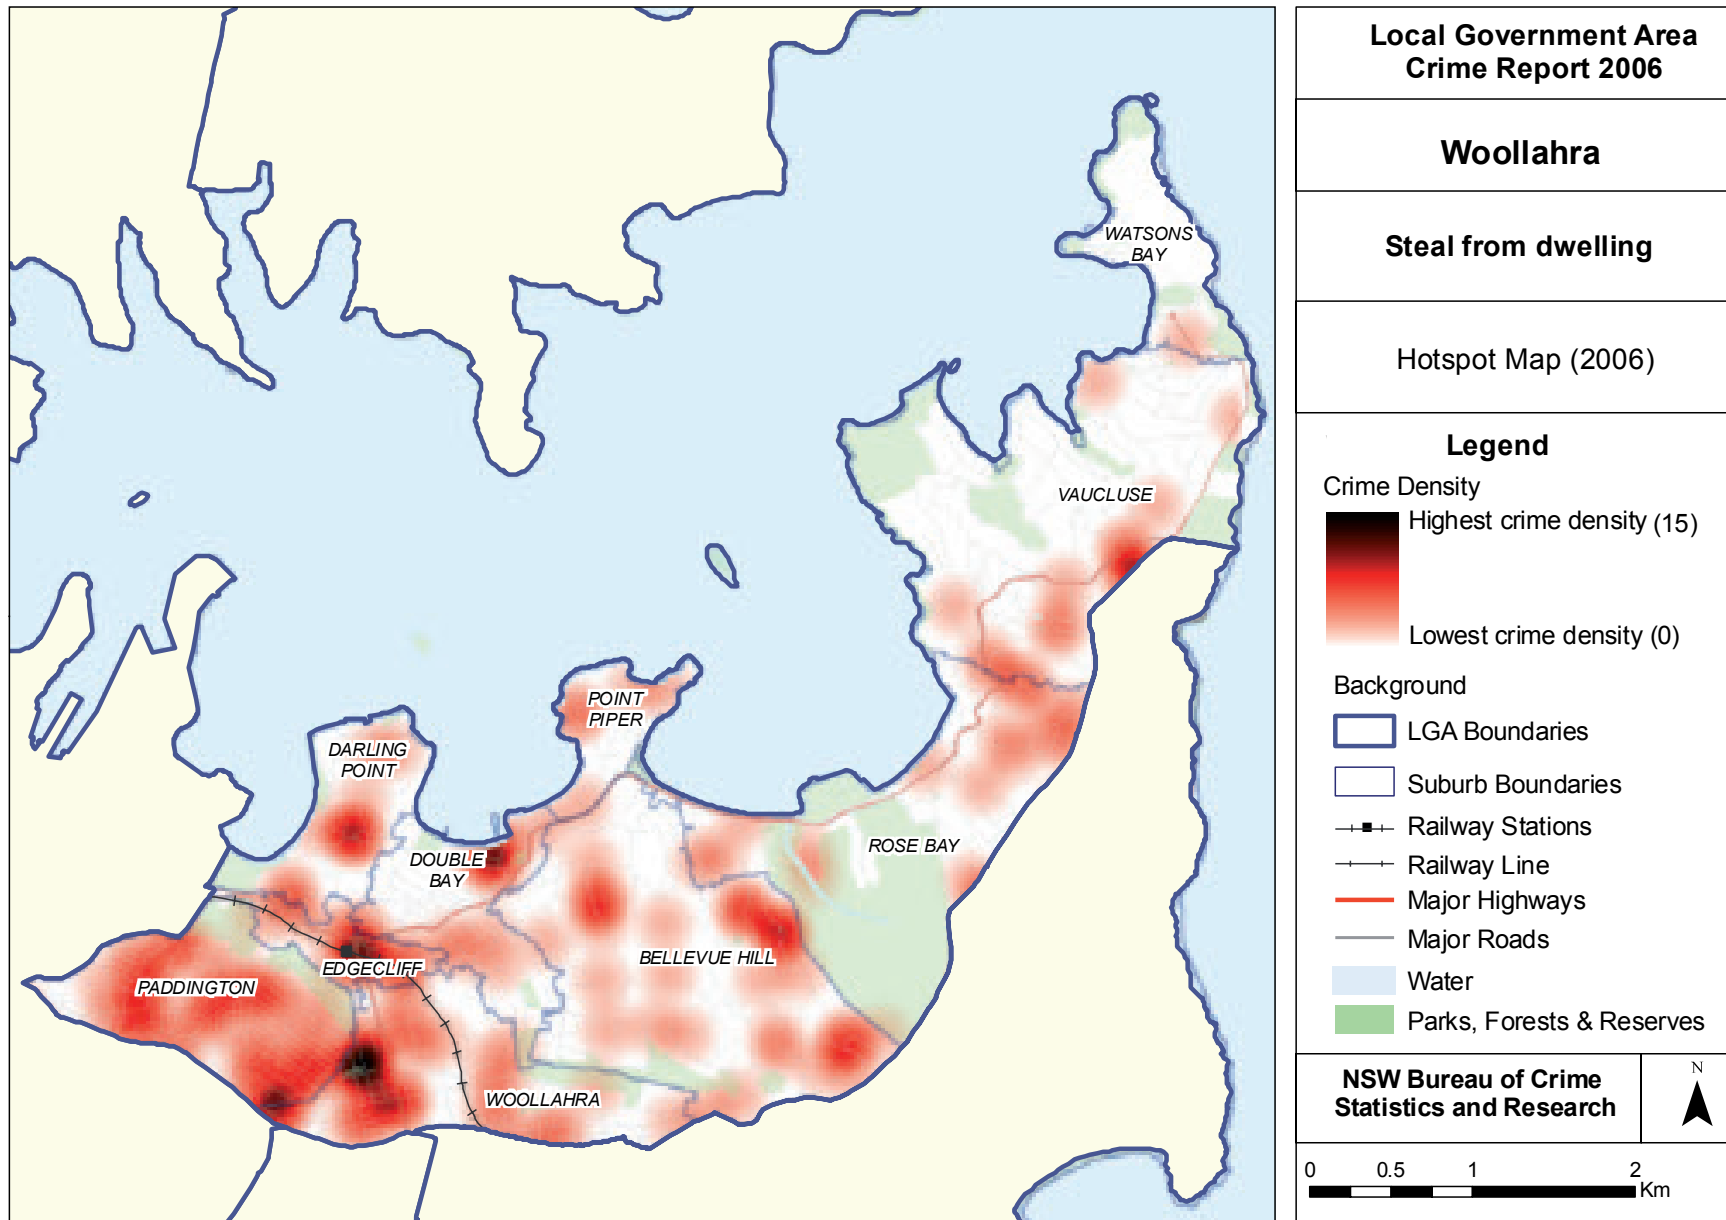 Local Government Area
Crime Report 2006
Woollahra
Steal from dwelling
Hotspot Map (2006)
Legend
Crime Density
Highest crime density (15)
Lowest crime density (0)
Background
LGA Boundaries
Suburb Boundaries
Railway Stations
Railway Line
Major Highways
Major Roads
Water
Parks, Forests & Reserves
NSW Bureau of Crime
Statistics and Research
N
0 0.5 1 2
Km
WATSONS
BAY
VAUCLUSE
POINT
PIPER
DARLING
POINT
DOUBLE
BAY
ROSE BAY
EDGECLIFF
BELLEVUE HILL
PADDINGTON
WOOLLAHRA